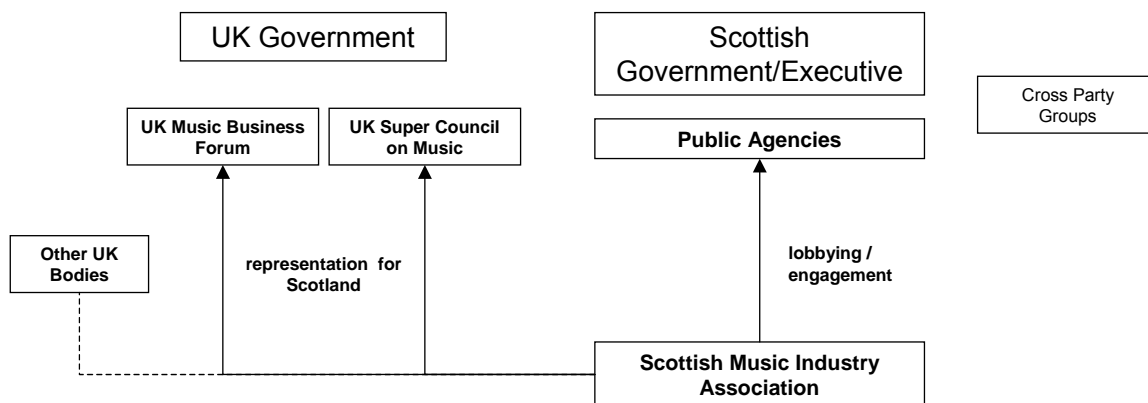 UK Government
Scottish
Government/Executive
Cross Party
Groups
UK Music Business
Forum
UK Super Council
on Music
Public Agencies
Other UK
Bodies
representation for
Scotland
lobbying /
engagement
Scottish Music Industry
Association